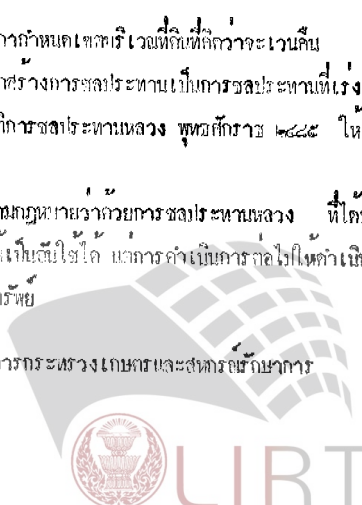 กากำหนดเขตบริเวณที่ดินที่คิดว่าจะเวนคืน
สร้างการชลประทานเป็นการชลประทานที่เร่ง
ติการชลประทานหลวง พุทธศักราช ๒๔๘๕ ให้
ามกฎหมายว่าด้วยการชลประทานหลวง ที่ได้
เป็นอันใช้ได้ แต่การดำเนินการต่อไปให้ดำเนิ
รัพย์
การกระทรวงเกษตรและสหกรณ์รักษาการ
LIRT